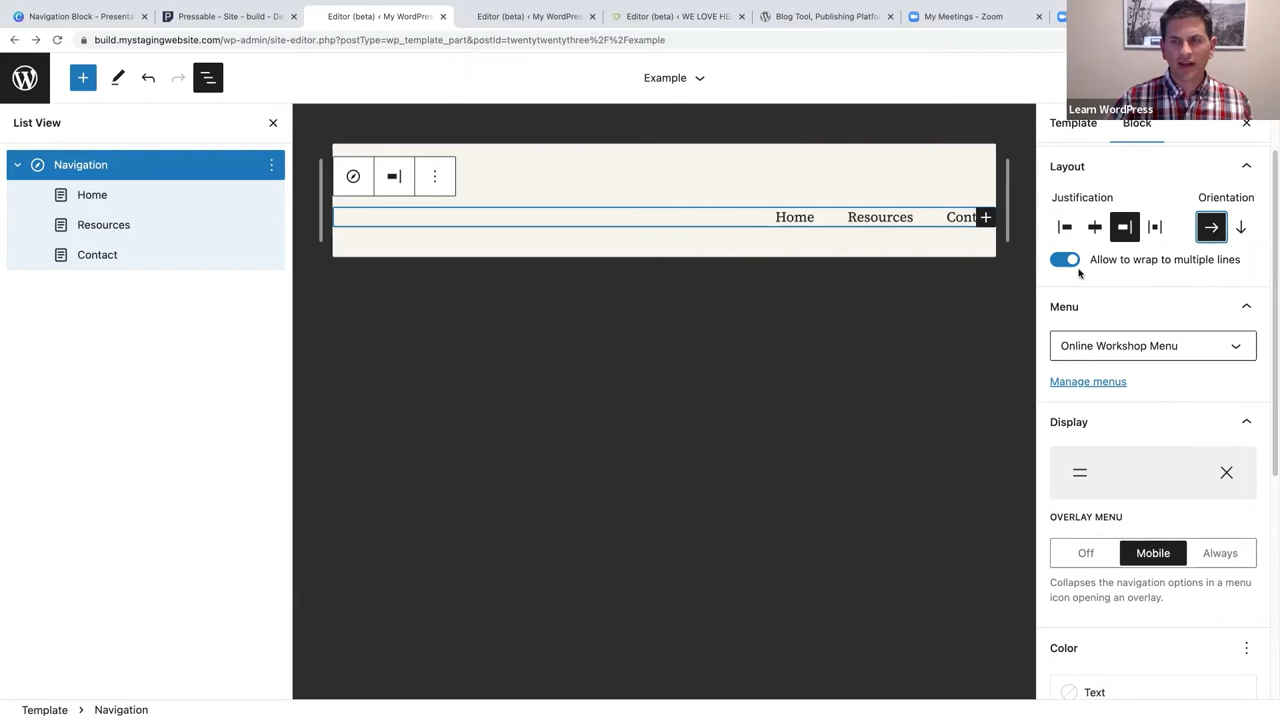 Navigation Block - Presenta
Pressable - Site - build - De
Editor (beta) ‹ My WordPres
Editor (beta) ‹ My WordPres
Editor (beta) ‹ WE LOVE HE
Blog Tool, Publishing Platfo
My Meetings - Zoom
build.mystagingwebsite.com/wp-admin/site-editor.php?postType=wp_template_part&postId=twentytwentythree%2F%2Fexample
Example
Learn WordPress
List View
Template
Block
Navigation
Home
Resources
Contact
Home
Resources
Cont
Layout
Justification
Orientation
Allow to wrap to multiple lines
Menu
Online Workshop Menu
Manage menus
Display
OVERLAY MENU
Off
Mobile
Always
Collapses the navigation options in a menu
icon opening an overlay.
Color
Text
Template
Navigation